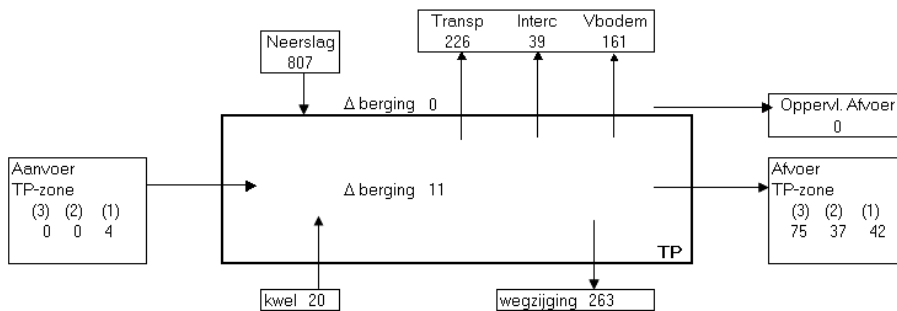 Transp Interc Vbodem
226 39 161
Neerslag
807
Δ berging 0
Oppervl. Afvoer
0
Aanvoer
TP-zone
(3) (2) (1)
0 0 4
Δ berging 11
Afvoer
TP-zone
(3) (2) (1)
75 37 42
TP
kwel 20
wegzijging 263